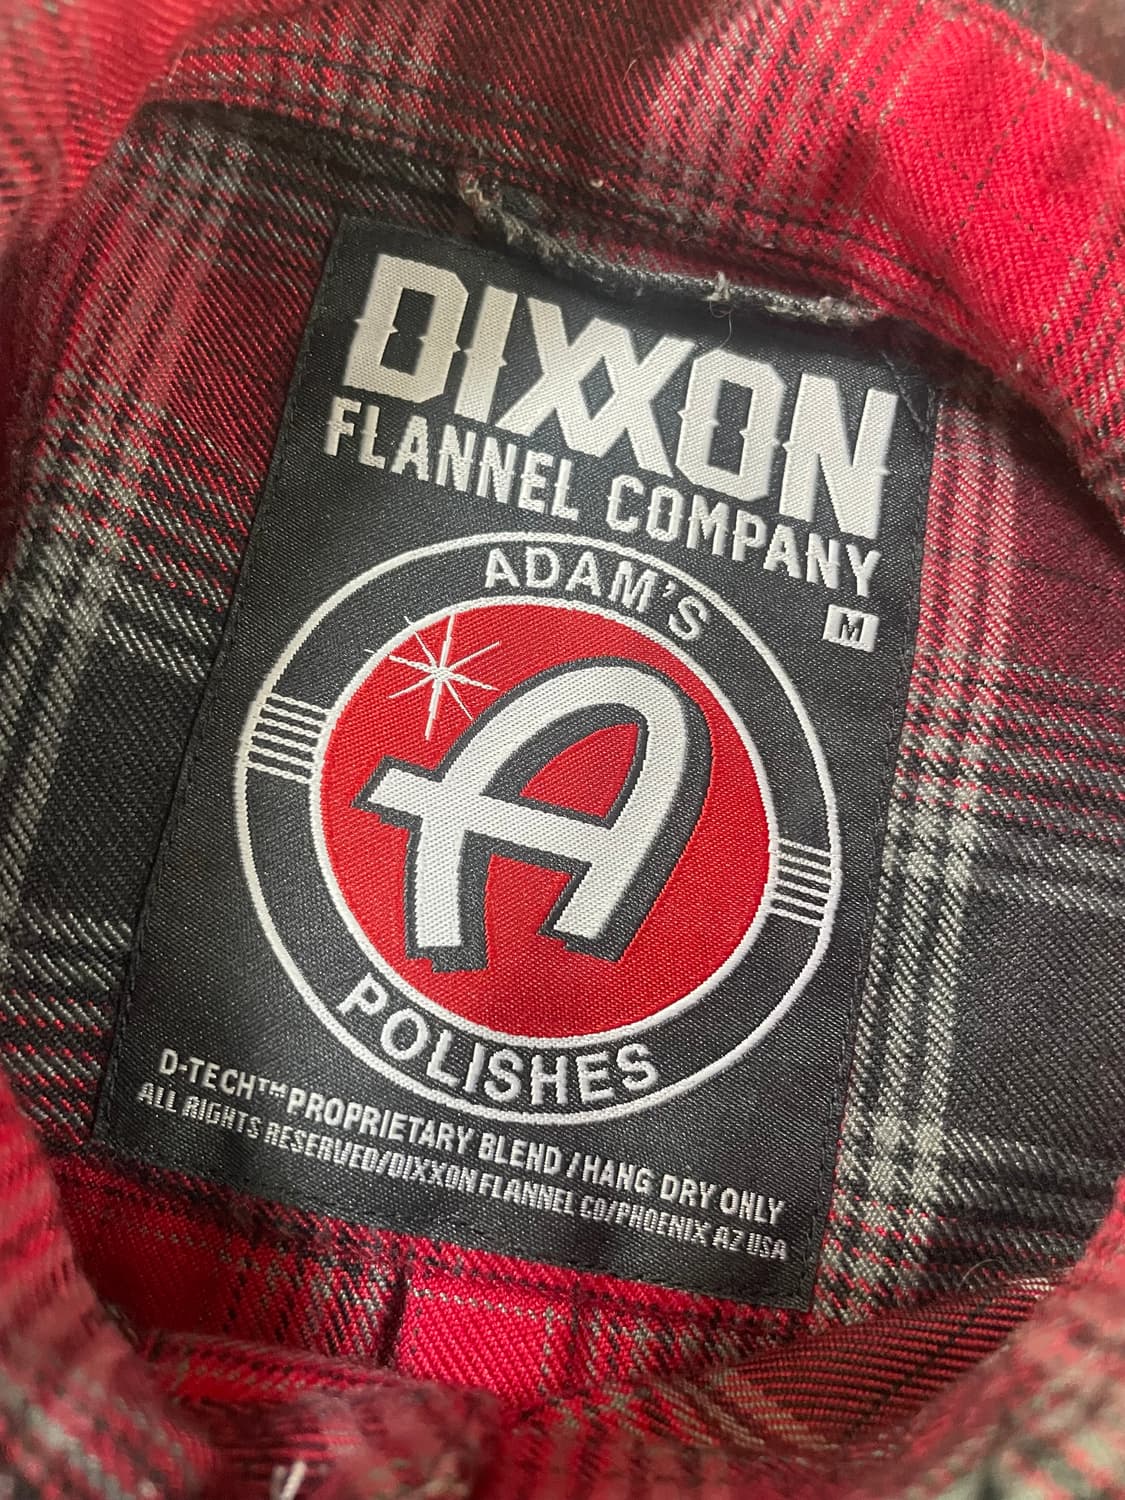 DIXXON
FLANNEL COMPANY
M
ADAM'S
A
POLISHES
D-TECH™ PROPRIETARY BLEND / HANG DRY ONLY
ALL RIGHTS RESERVED/DIXXON FLANNEL CO/PHOENIX AZ USA